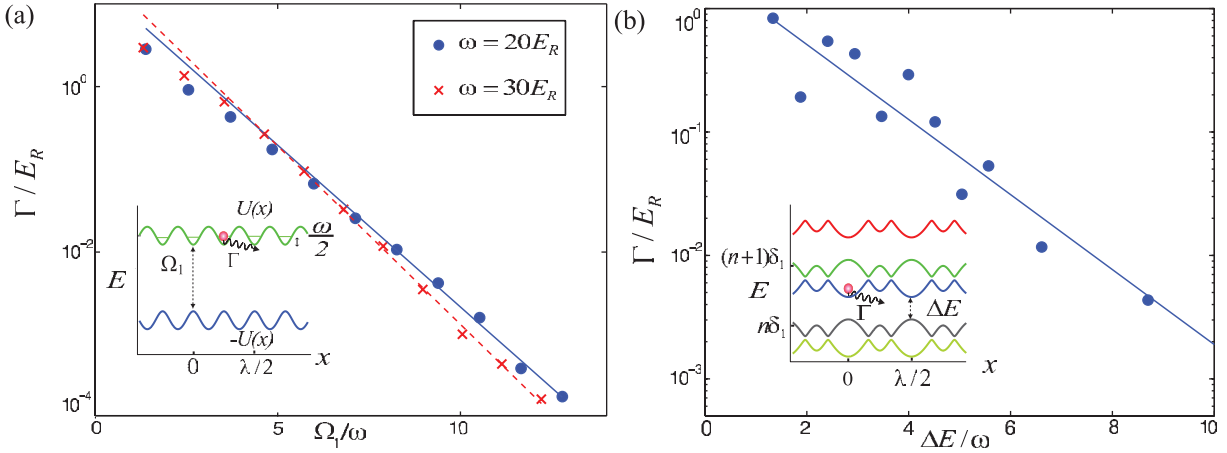 (a)
Γ / E_R
10^0
10^-2
10^-4
0
5
10
Ω_1/ω
ω = 20E_R
ω = 30E_R
U(x)
ω/2
Ω_1
Γ
E
-U(x)
0
λ/2
x
(b)
Γ / E_R
10^0
10^-1
10^-2
10^-3
0
2
4
6
8
10
ΔE/ω
(n+1)δ_1
E
Γ
ΔE
nδ_1
0
λ/2
x